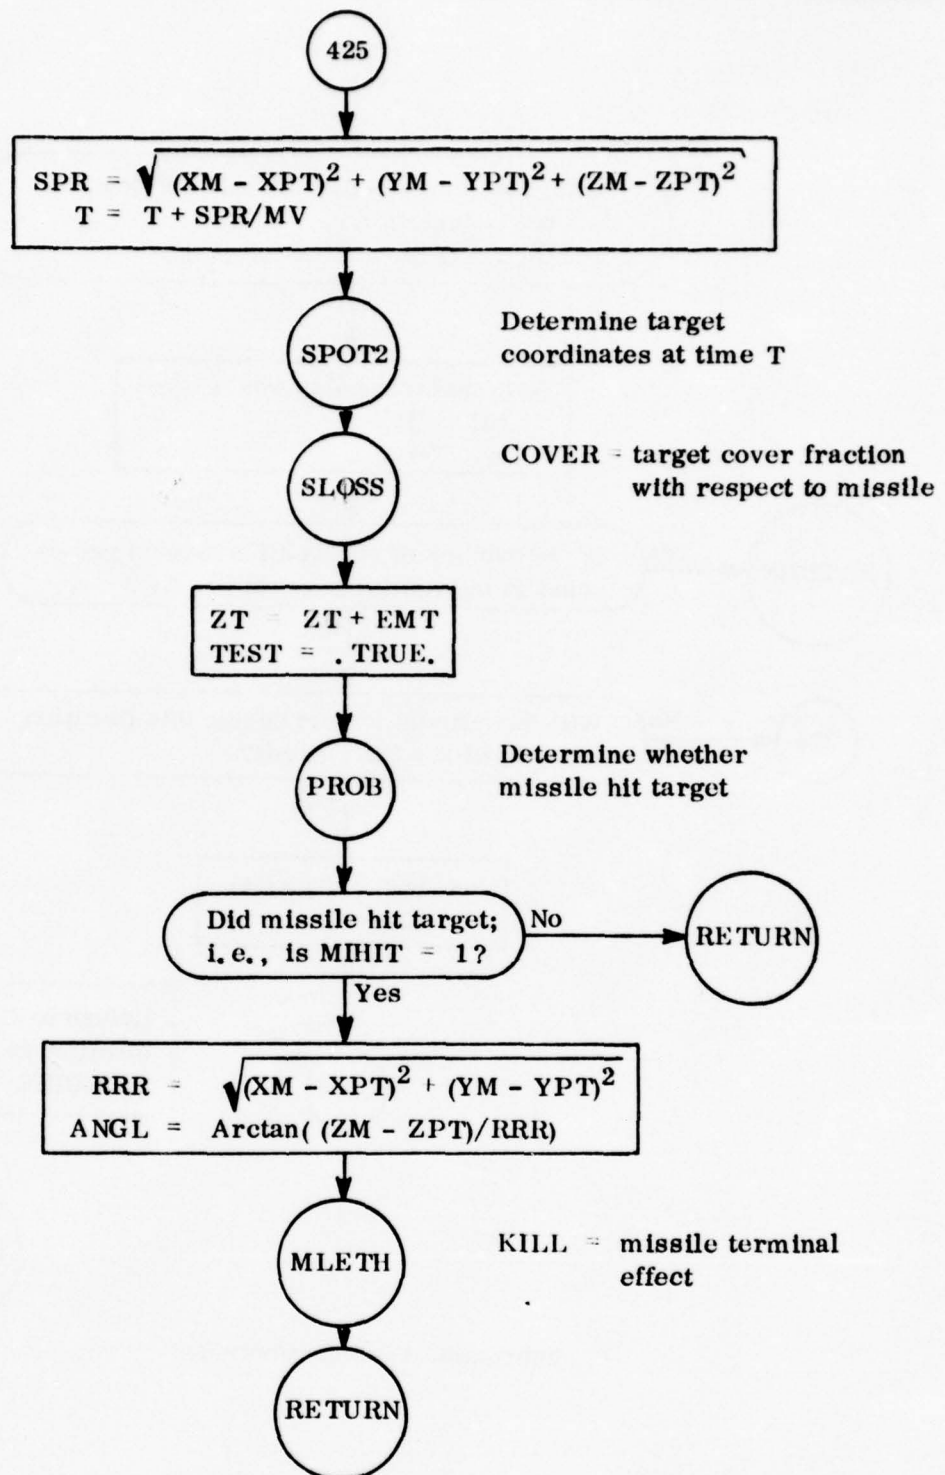 425
SPR = √(XM - XPT)² + (YM - YPT)² + (ZM - ZPT)²
T = T + SPR/MV
SPOT2
Determine target
coordinates at time T
SLOSS
COVER = target cover fraction
with respect to missile
ZT = ZT + EMT
TEST = .TRUE.
PROB
Determine whether
missile hit target
Did missile hit target;
i.e., is MIHIT = 1?
No
RETURN
Yes
RRR = √(XM - XPT)² + (YM - YPT)²
ANGL = Arctan( (ZM - ZPT)/RRR)
MLETH
KILL = missile terminal
effect
RETURN